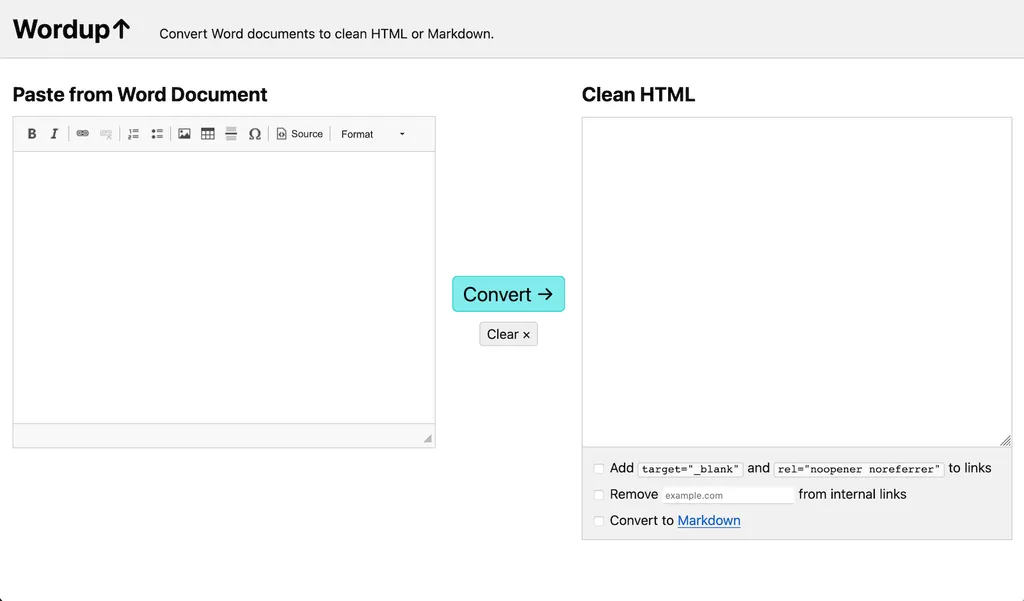 Wordup↑
Convert Word documents to clean HTML or Markdown.
Paste from Word Document
B I Ω Source Format
Convert →
Clear ×
Clean HTML
Add target="_blank" and rel="noopener noreferrer" to links
Remove example.com from internal links
Convert to Markdown